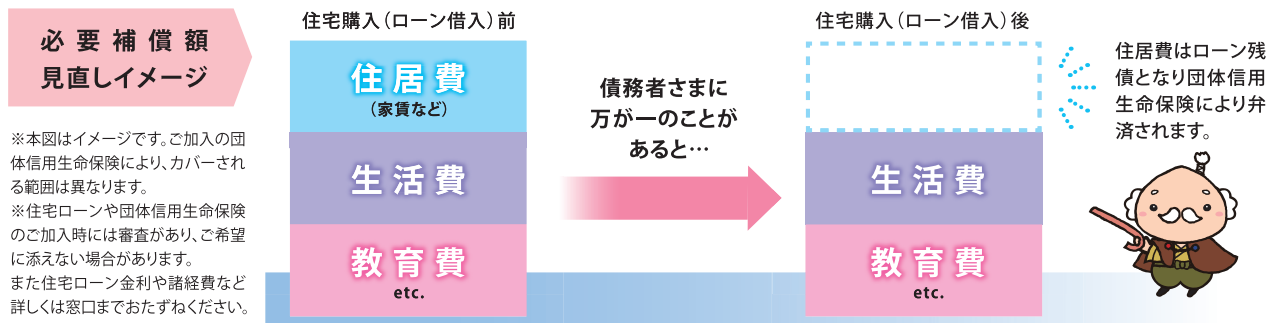 必要補償額
見直しイメージ
※本図はイメージです。ご加入の団
体信用生命保険により、カバーされ
る範囲は異なります。
※住宅ローンや団体信用生命保険
のご加入時には審査があり、ご希望
に添えない場合があります。
また住宅ローン金利や諸経費など
詳しくは窓口までおたずねください。
住宅購入（ローン借入）前
住居費
（家賃など）
生活費
教育費
etc.
債務者さまに
万が一のことが
あると…
住宅購入（ローン借入）後
生活費
教育費
etc.
住居費はローン残
債となり団体信用
生命保険により弁
済されます。